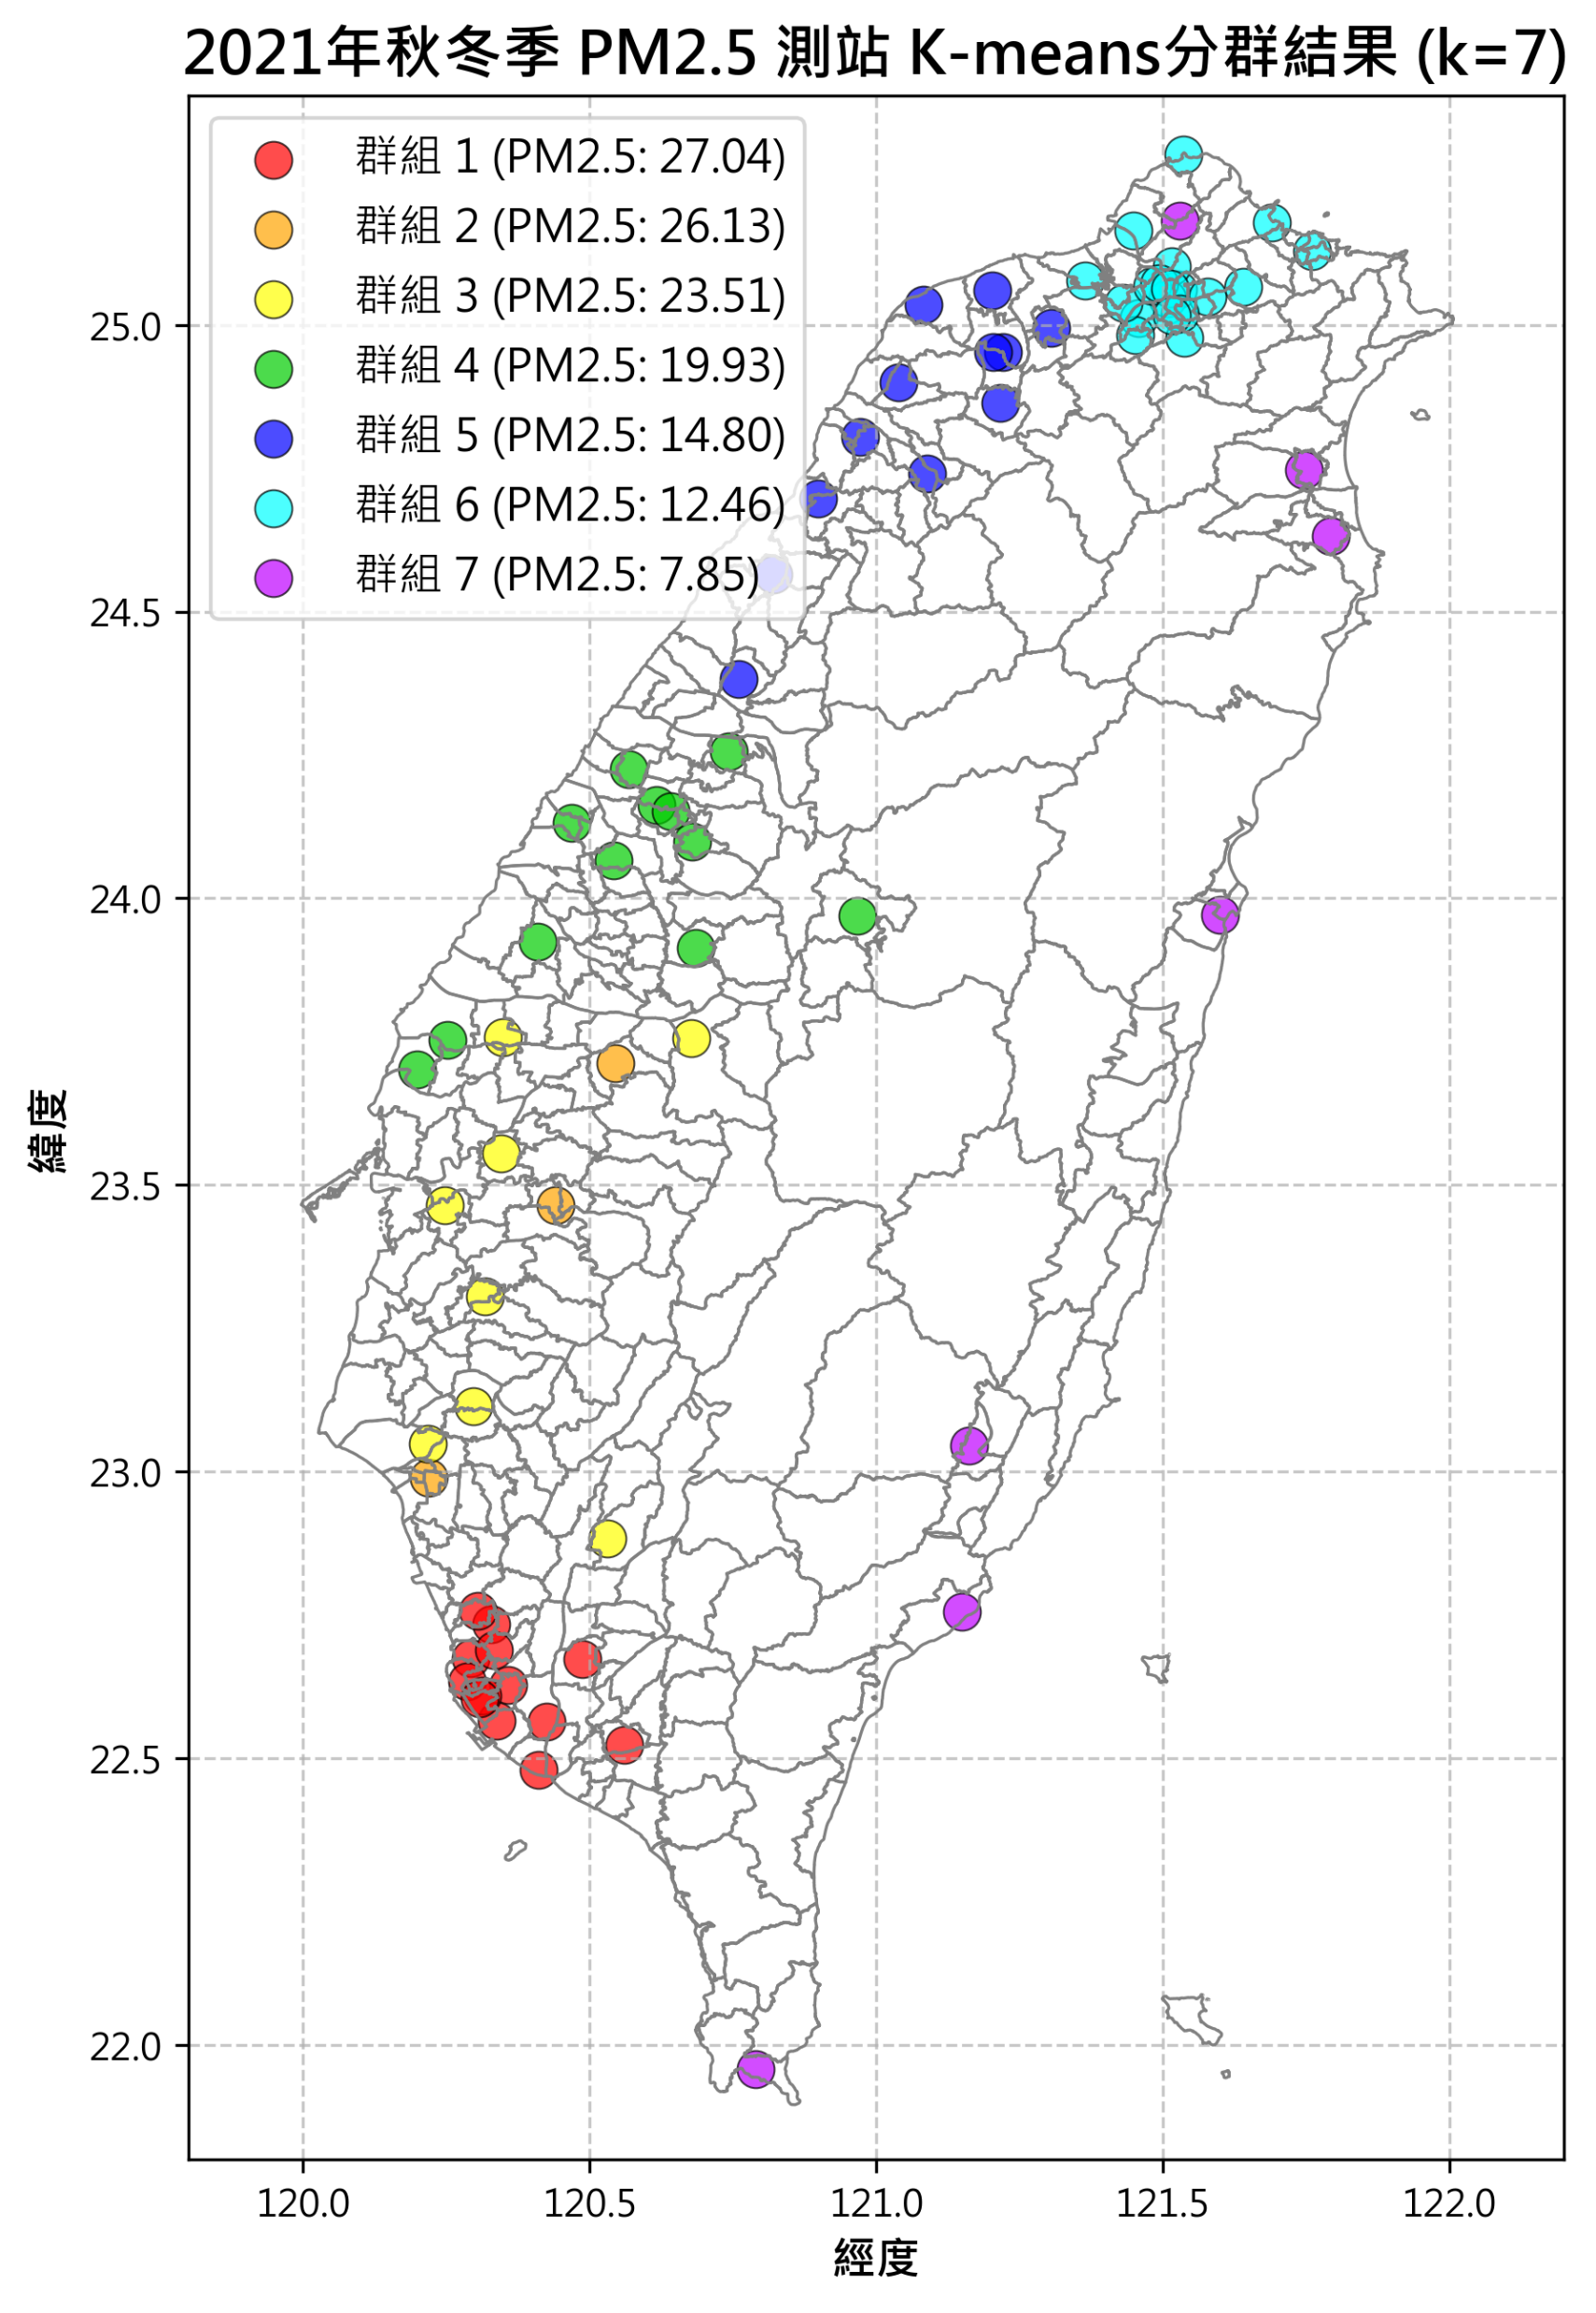 2021年秋冬季 PM2.5 測站 K-means分群結果 (k=7)
群組 1 (PM2.5: 27.04)
群組 2 (PM2.5: 26.13)
群組 3 (PM2.5: 23.51)
群組 4 (PM2.5: 19.93)
群組 5 (PM2.5: 14.80)
群組 6 (PM2.5: 12.46)
群組 7 (PM2.5: 7.85)
緯度
25.0
24.5
24.0
23.5
23.0
22.5
22.0
120.0 120.5 121.0 121.5 122.0
經度